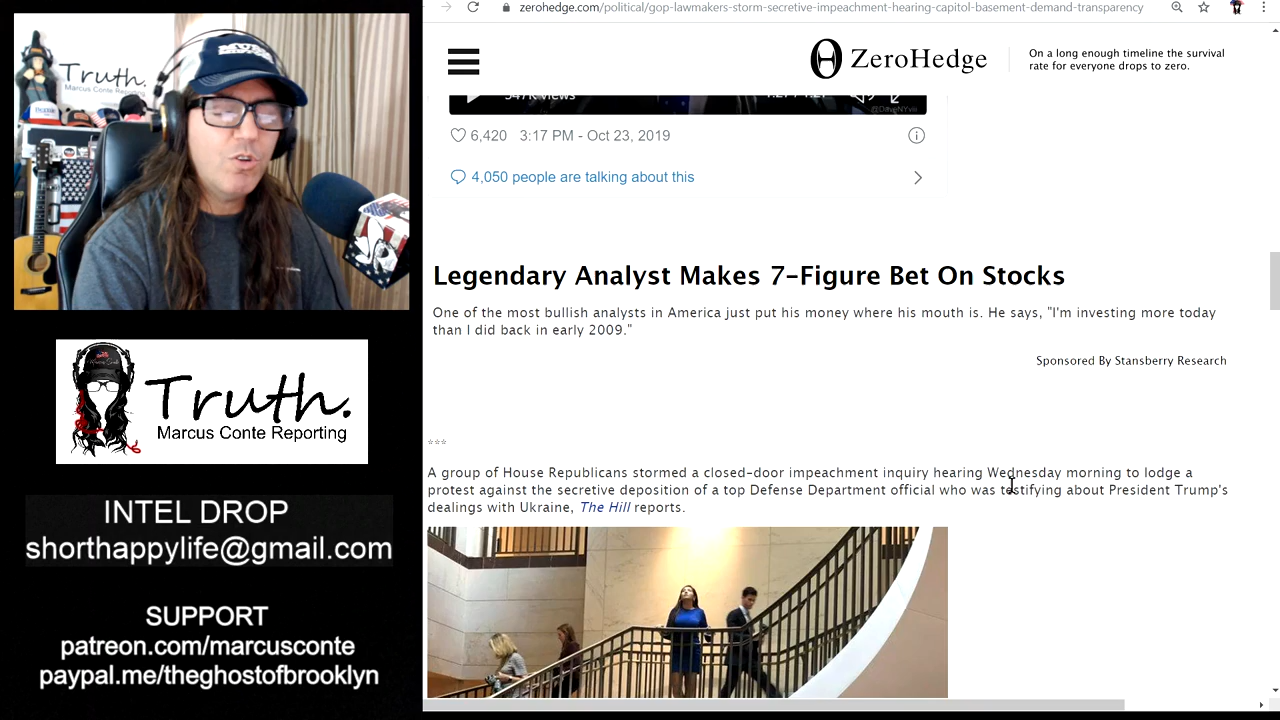 Truth.
Marcus Conte Reporting
Truth.
Marcus Conte Reporting
INTEL DROP
shorthappylife@gmail.com
SUPPORT
patreon.com/marcusconte
paypal.me/theghostofbrooklyn
zerohedge.com/political/gop-lawmakers-storm-secretive-impeachment-hearing-capitol-basement-demand-transparency
ZeroHedge
On a long enough timeline the survival
rate for everyone drops to zero.
547K views
@DaveNYviii
6,420 3:17 PM - Oct 23, 2019
4,050 people are talking about this
Legendary Analyst Makes 7-Figure Bet On Stocks
One of the most bullish analysts in America just put his money where his mouth is. He says, "I'm investing more today
than I did back in early 2009."
Sponsored By Stansberry Research
***
A group of House Republicans stormed a closed-door impeachment inquiry hearing Wednesday morning to lodge a
protest against the secretive deposition of a top Defense Department official who was testifying about President Trump's
dealings with Ukraine, The Hill reports.